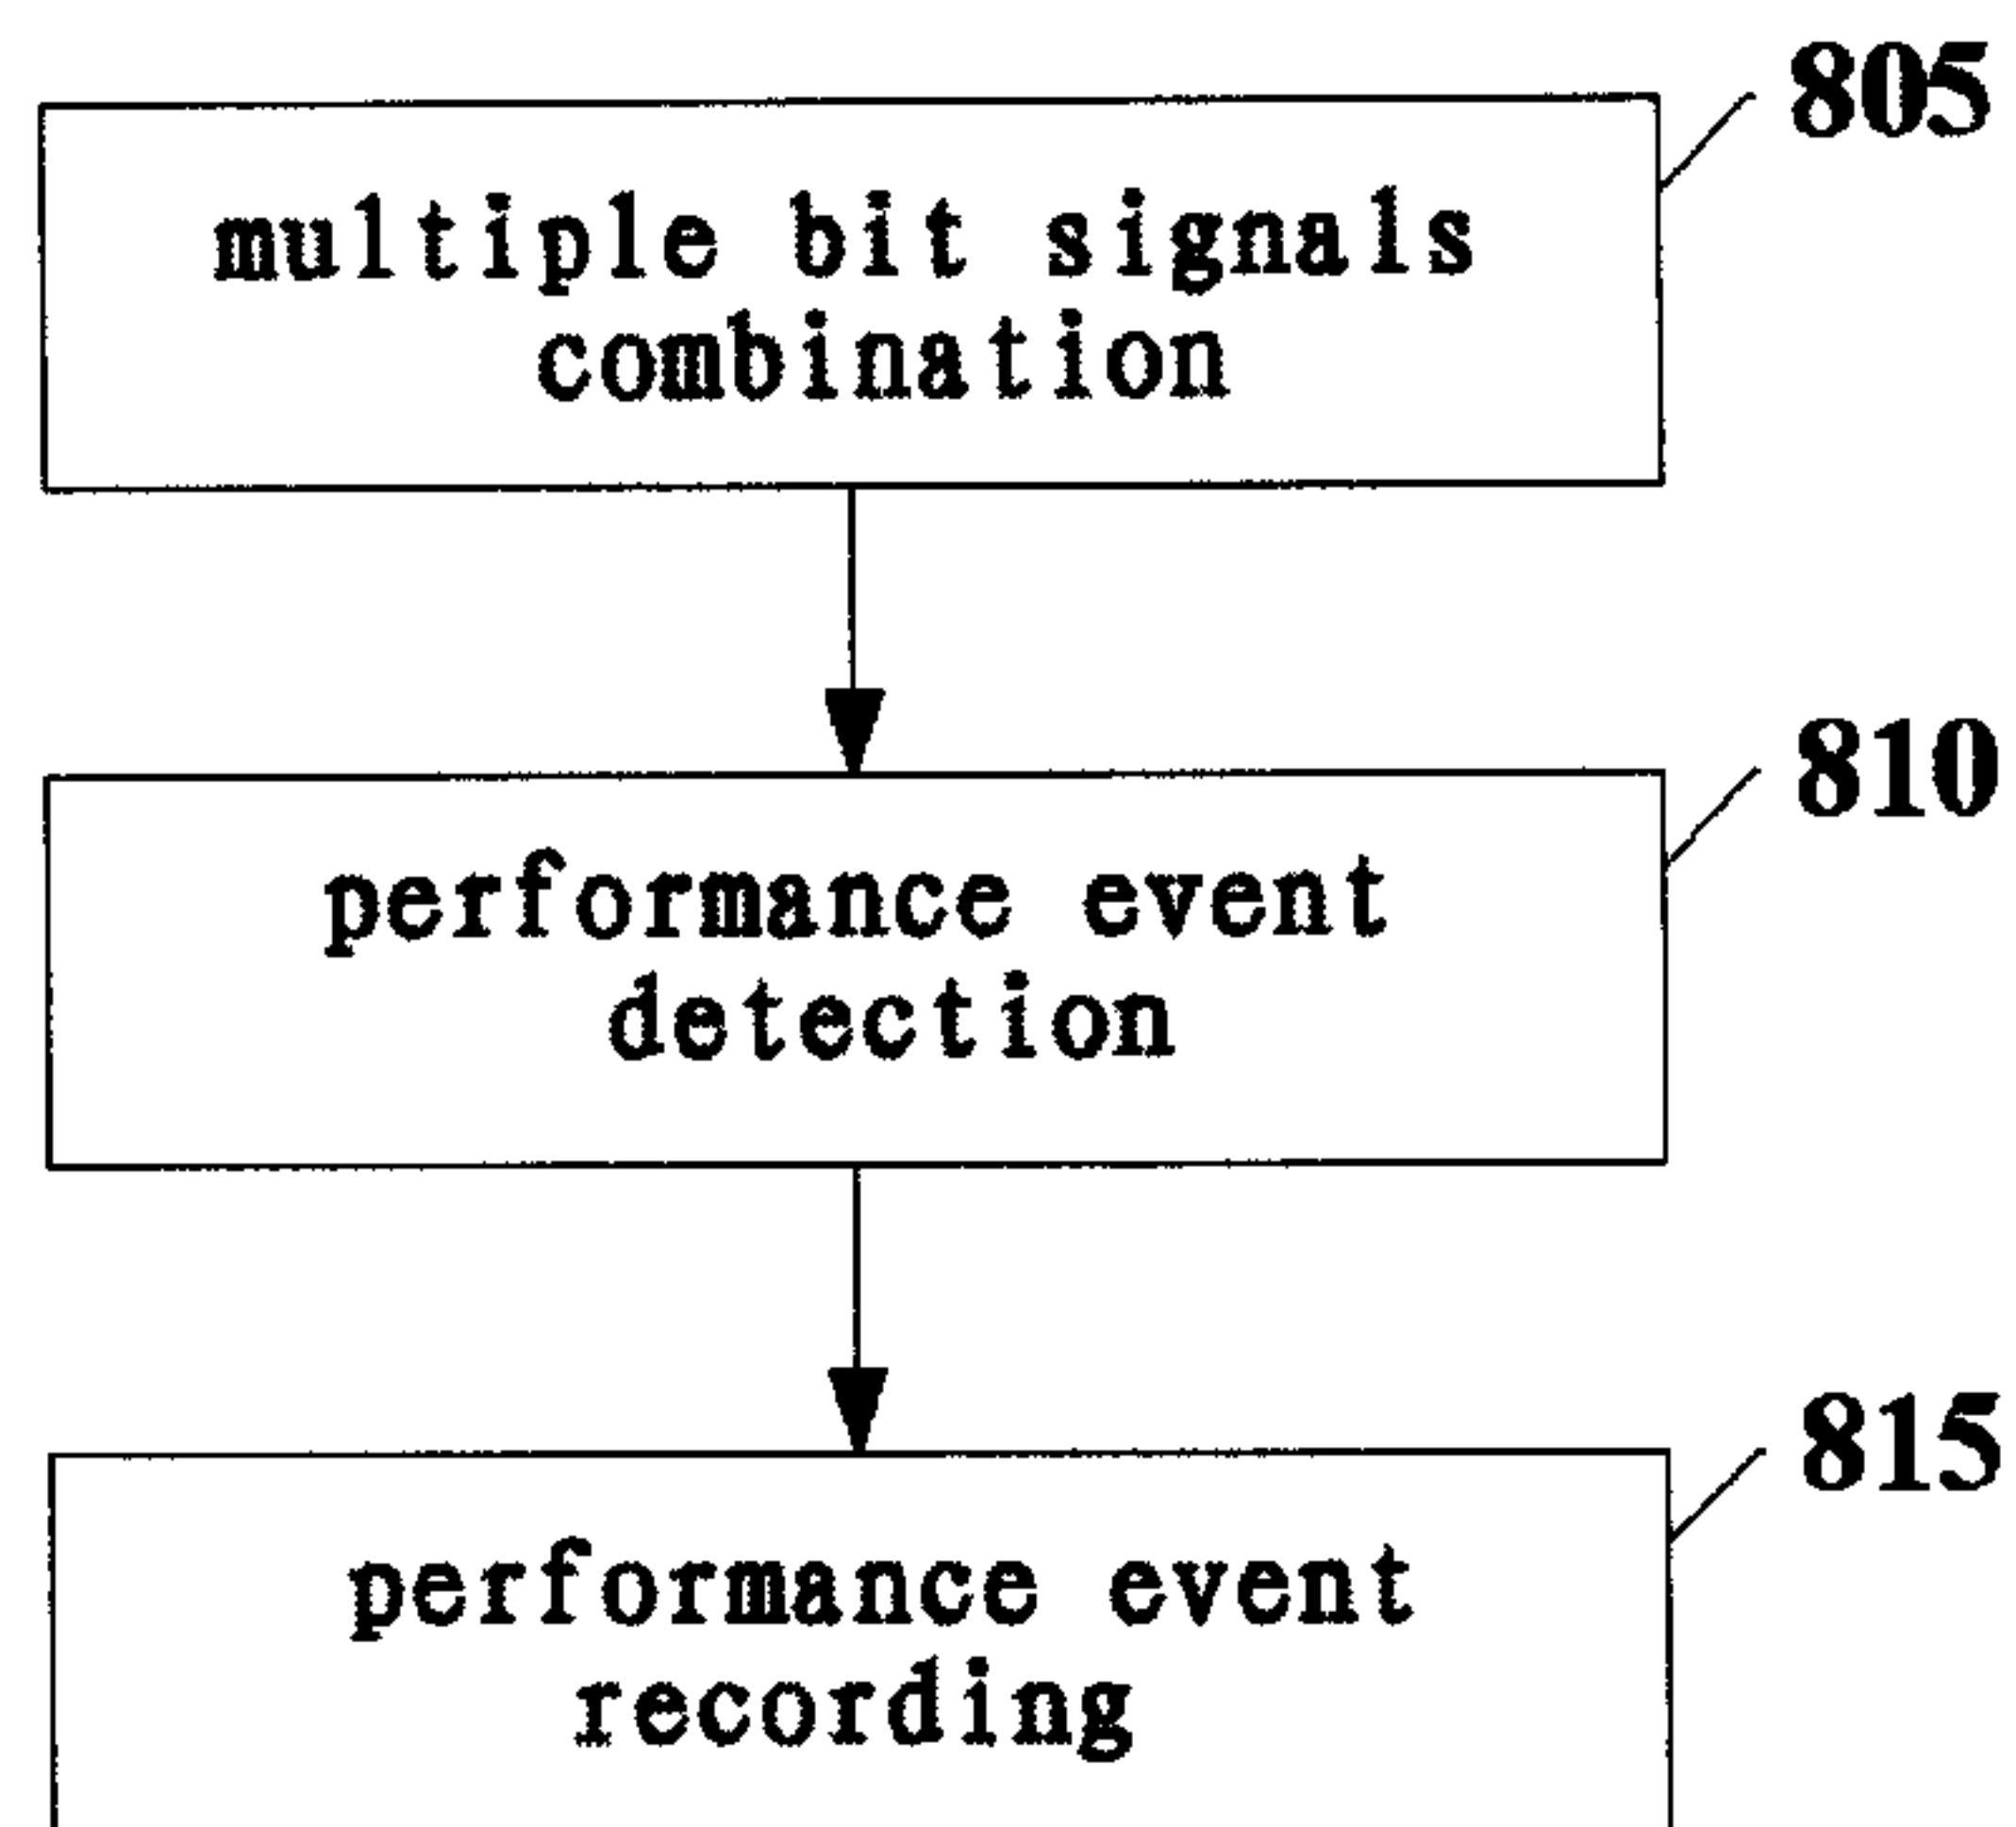 805
multiple bit signals
combination
810
performance event
detection
815
performance event
recording